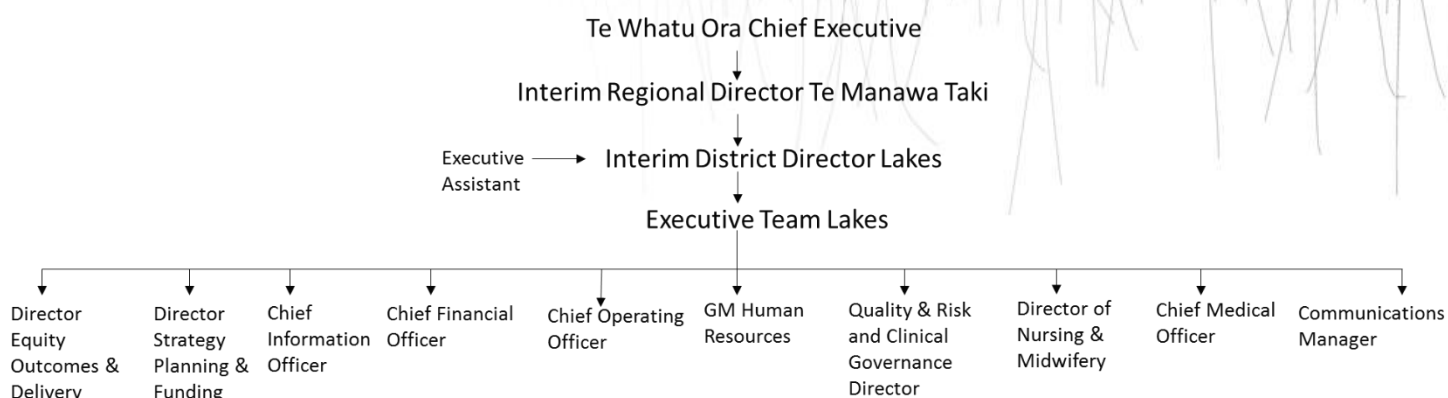 Te Whatu Ora Chief Executive
Interim Regional Director Te Manawa Taki
Executive
Assistant
Interim District Director Lakes
Executive Team Lakes
Director
Equity
Outcomes &
Delivery
Director
Strategy
Planning &
Funding
Chief
Information
Officer
Chief Financial
Officer
Chief Operating
Officer
GM Human
Resources
Quality & Risk
and Clinical
Governance
Director
Director of
Nursing &
Midwifery
Chief Medical
Officer
Communications
Manager